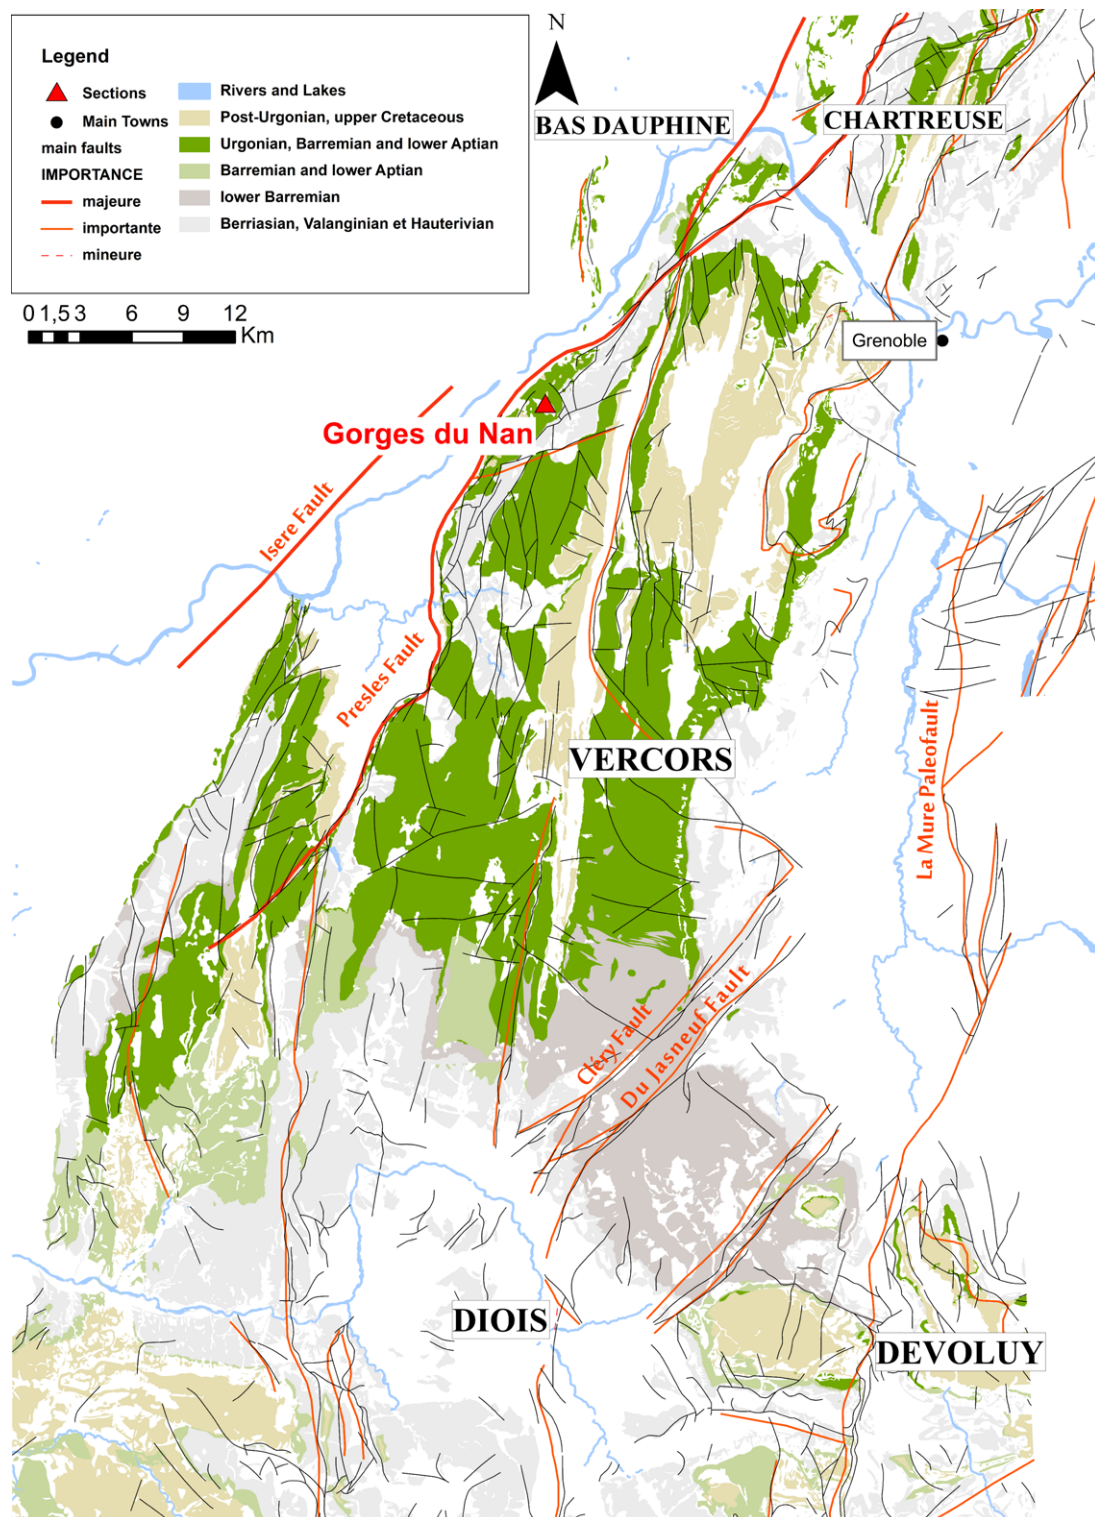 N
Legend
Sections
Main Towns
main faults
IMPORTANCE
majeure
importante
mineure
Rivers and Lakes
Post-Urgonian, upper Cretaceous
Urgonian, Barremian and lower Aptian
Barremian and lower Aptian
lower Barremian
Berriasian, Valanginian et Hauterivian
0 1,5 3 6 9 12
Km
BAS DAUPHINE
CHARTREUSE
Grenoble
Gorges du Nan
Isere Fault
Presles Fault
VERCORS
La Mure Paleofault
Cléry Fault
Du Jasneuf Fault
DIOIS
DEVOLUY